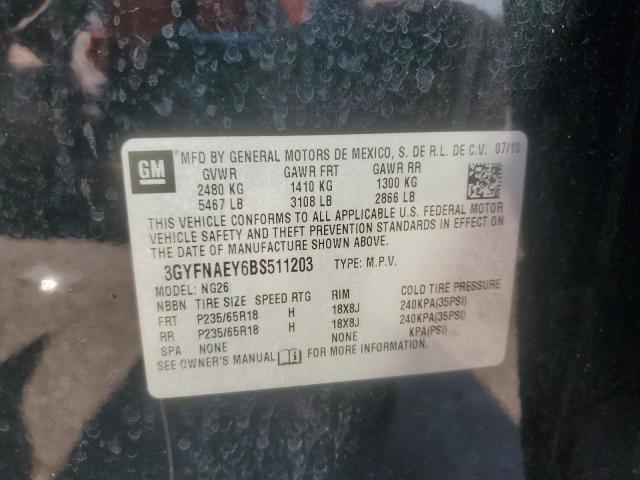 GM
*MFD BY GENERAL MOTORS DE MEXICO, S. DE R.L. DE C.V. 07/10
GVWR GAWR FRT GAWR RR
2480 KG 1410 KG 1300 KG
5467 LB 3108 LB 2866 LB
THIS VEHICLE CONFORMS TO ALL APPLICABLE U.S. FEDERAL MOTOR
VEHICLE SAFETY AND THEFT PREVENTION STANDARDS IN EFFECT ON
THE DATE OF MANUFACTURE SHOWN ABOVE.
3GYFNAEY6BS511203 TYPE: M.P.V.
MODEL: NG26
NBBN TIRE SIZE SPEED RTG RIM COLD TIRE PRESSURE
FRT P235/65R18 H 18X8J 240KPA(35PSI)
RR P235/65R18 H 18X8J 240KPA(35PSI)
SPA NONE NONE KPA(PSI)
SEE OWNER'S MANUAL FOR MORE INFORMATION.